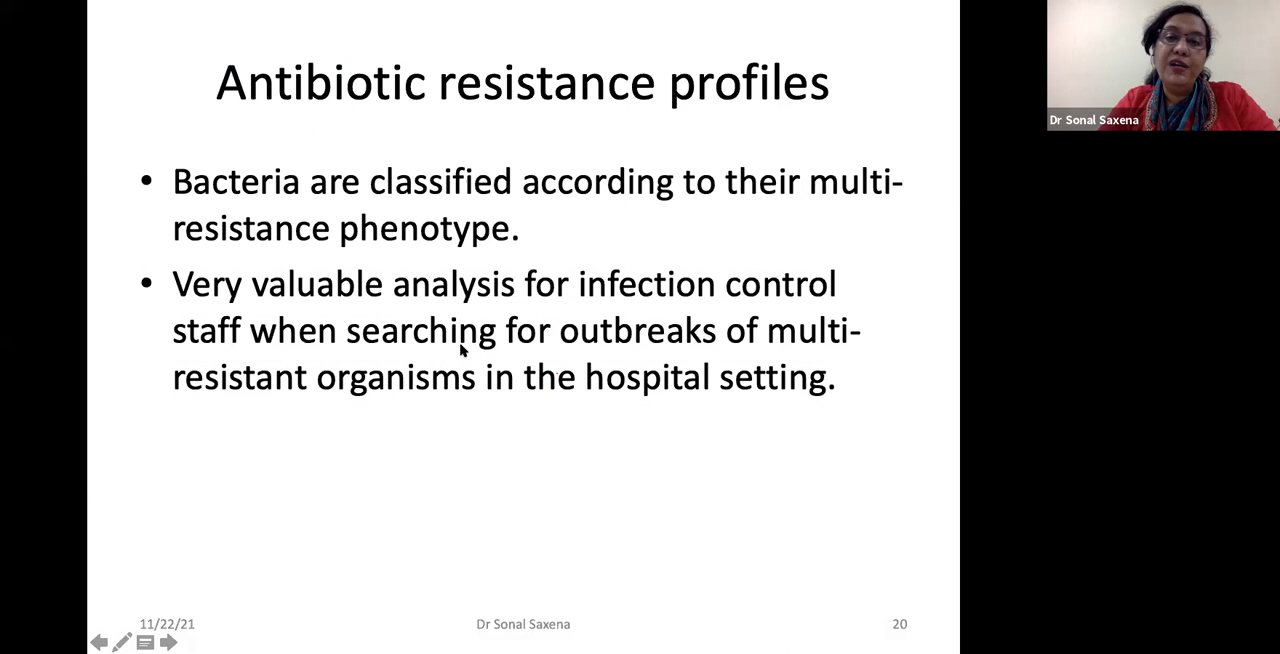 Antibiotic resistance profiles
Dr Sonal Saxena
• Bacteria are classified according to their multi-
resistance phenotype.
• Very valuable analysis for infection control
staff when searching for outbreaks of multi-
resistant organisms in the hospital setting.
11/22/21
Dr Sonal Saxena
20